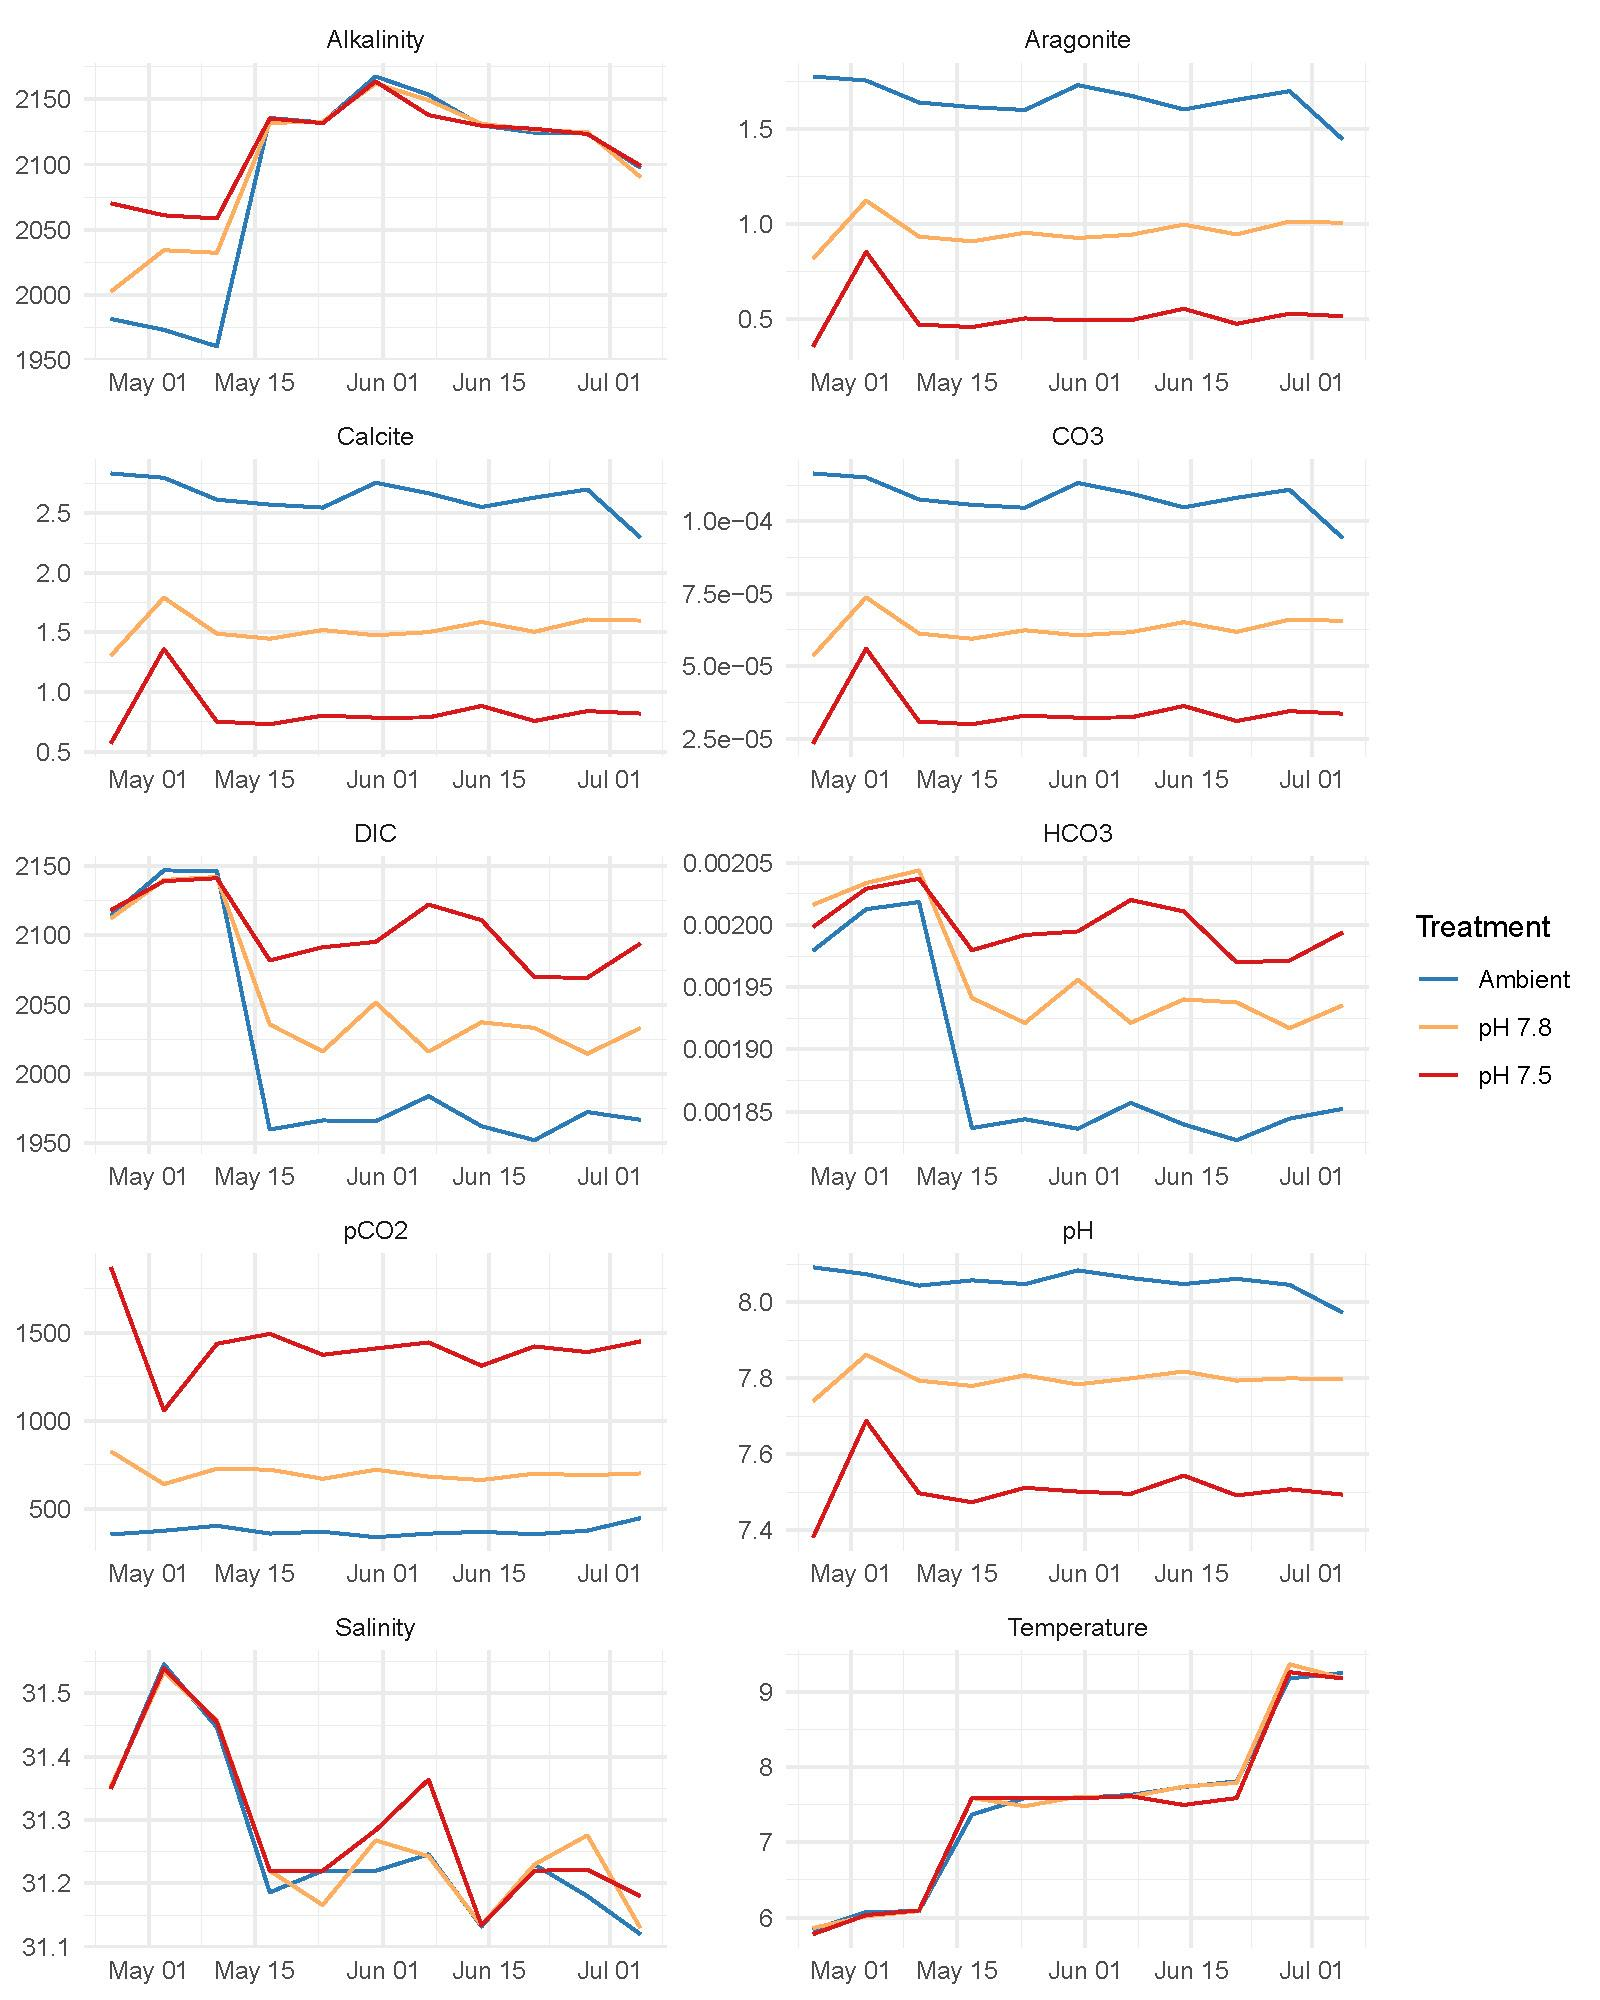 Alkalinity
2150
2100
2050
2000
1950
May 01 May 15 Jun 01 Jun 15 Jul 01
Aragonite
1.5
1.0
0.5
May 01 May 15 Jun 01 Jun 15 Jul 01
Calcite
2.5
2.0
1.5
1.0
0.5
May 01 May 15 Jun 01 Jun 15 Jul 01
CO3
1.0e−04
7.5e−05
5.0e−05
2.5e−05
May 01 May 15 Jun 01 Jun 15 Jul 01
DIC
2150
2100
2050
2000
1950
May 01 May 15 Jun 01 Jun 15 Jul 01
HCO3
0.00205
0.00200
0.00195
0.00190
0.00185
May 01 May 15 Jun 01 Jun 15 Jul 01
Treatment
Ambient
pH 7.8
pH 7.5
pCO2
1500
1000
500
May 01 May 15 Jun 01 Jun 15 Jul 01
pH
8.0
7.8
7.6
7.4
May 01 May 15 Jun 01 Jun 15 Jul 01
Salinity
31.5
31.4
31.3
31.2
31.1
May 01 May 15 Jun 01 Jun 15 Jul 01
Temperature
9
8
7
6
May 01 May 15 Jun 01 Jun 15 Jul 01